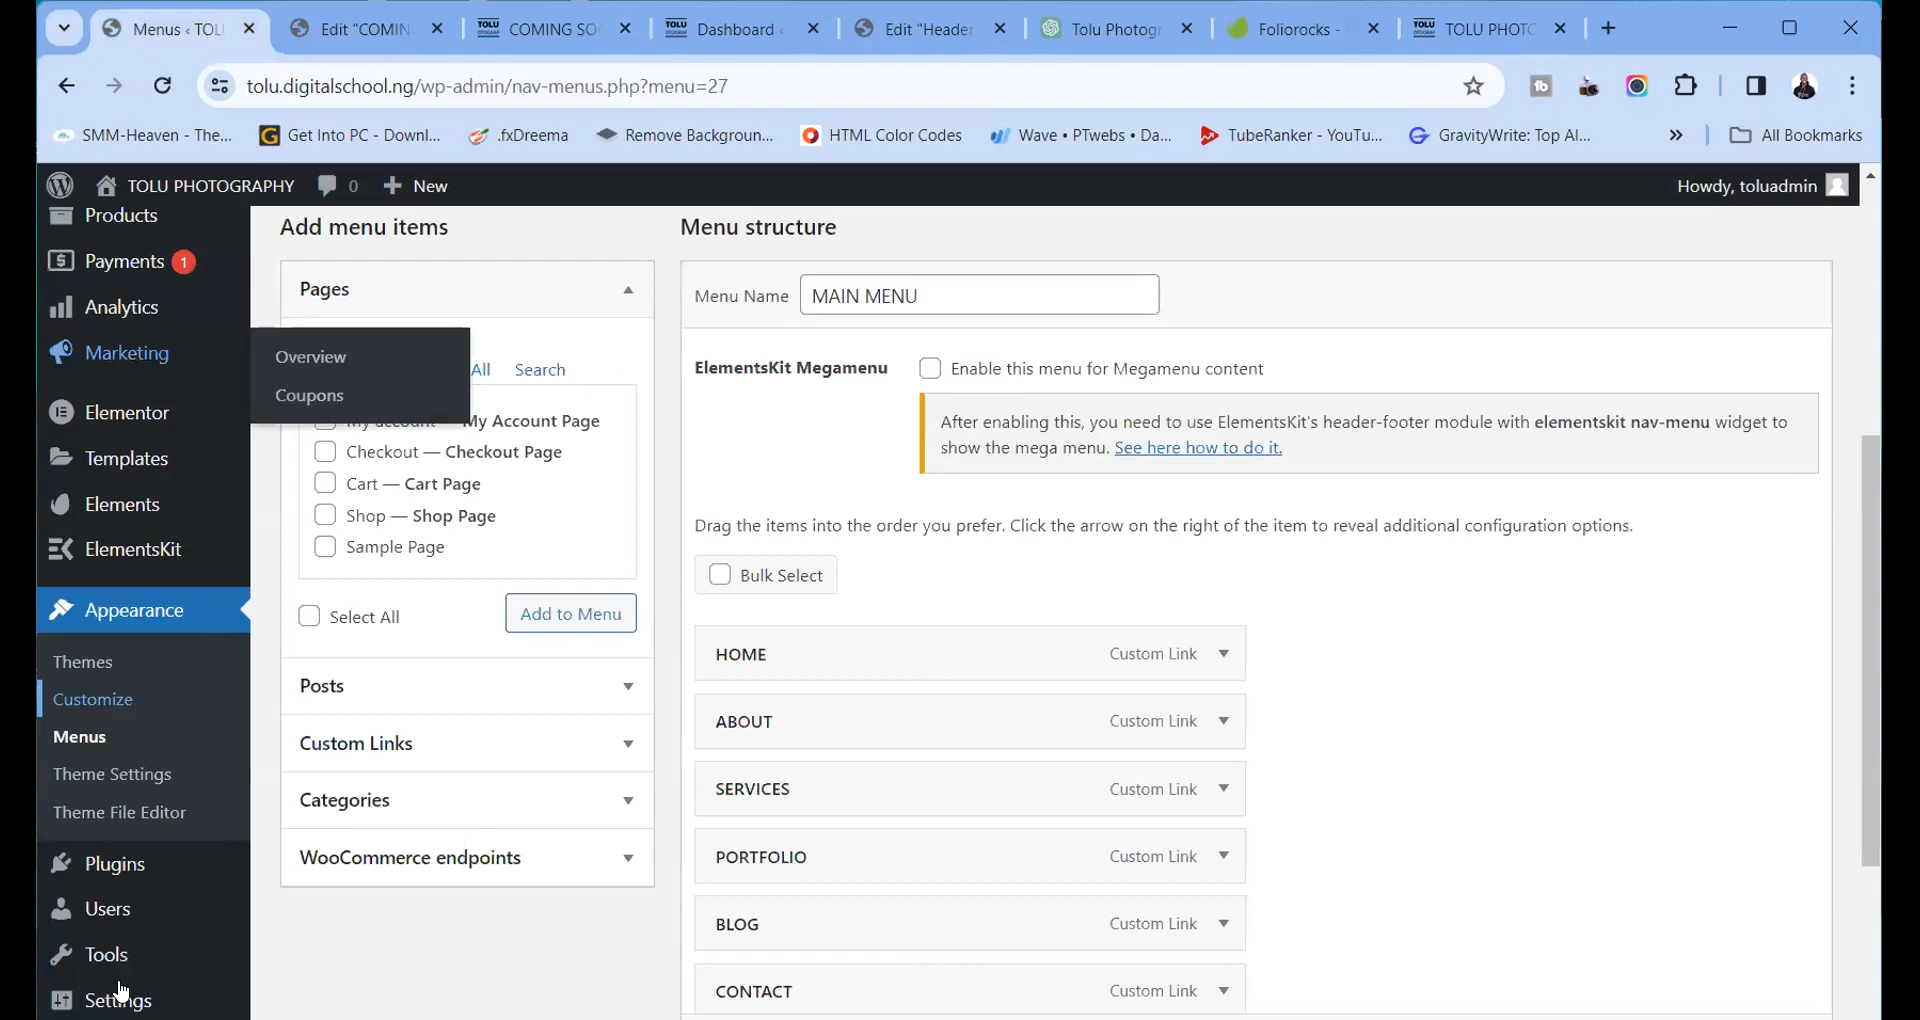 Menus ‹ TOL
Edit "COMIN
TOLU
COMING SO
TOLU
Dashboard ‹
Edit "Header
Tolu Photogr
Foliorocks -
TOLU
TOLU PHOTO
tolu.digitalschool.ng/wp-admin/nav-menus.php?menu=27
SMM-Heaven - The...
Get Into PC - Downl...
.fxDreema
Remove Backgroun...
HTML Color Codes
Wave • PTwebs • Da...
TubeRanker - YouTu...
GravityWrite: Top AI...
»
All Bookmarks
TOLU PHOTOGRAPHY
0
New
Howdy, toluadmin
Products
Payments 1
Analytics
Marketing
Overview
Coupons
Elementor
Templates
Elements
ElementsKit
Appearance
Themes
Customize
Menus
Theme Settings
Theme File Editor
Plugins
Users
Tools
Settings
Add menu items
Pages
All
Search
My account — My Account Page
Checkout — Checkout Page
Cart — Cart Page
Shop — Shop Page
Sample Page
Select All
Add to Menu
Posts
Custom Links
Categories
WooCommerce endpoints
Menu structure
Menu Name
MAIN MENU
ElementsKit Megamenu
Enable this menu for Megamenu content
After enabling this, you need to use ElementsKit's header-footer module with elementskit nav-menu widget to
show the mega menu. See here how to do it.
Drag the items into the order you prefer. Click the arrow on the right of the item to reveal additional configuration options.
Bulk Select
HOME Custom Link
ABOUT Custom Link
SERVICES Custom Link
PORTFOLIO Custom Link
BLOG Custom Link
CONTACT Custom Link